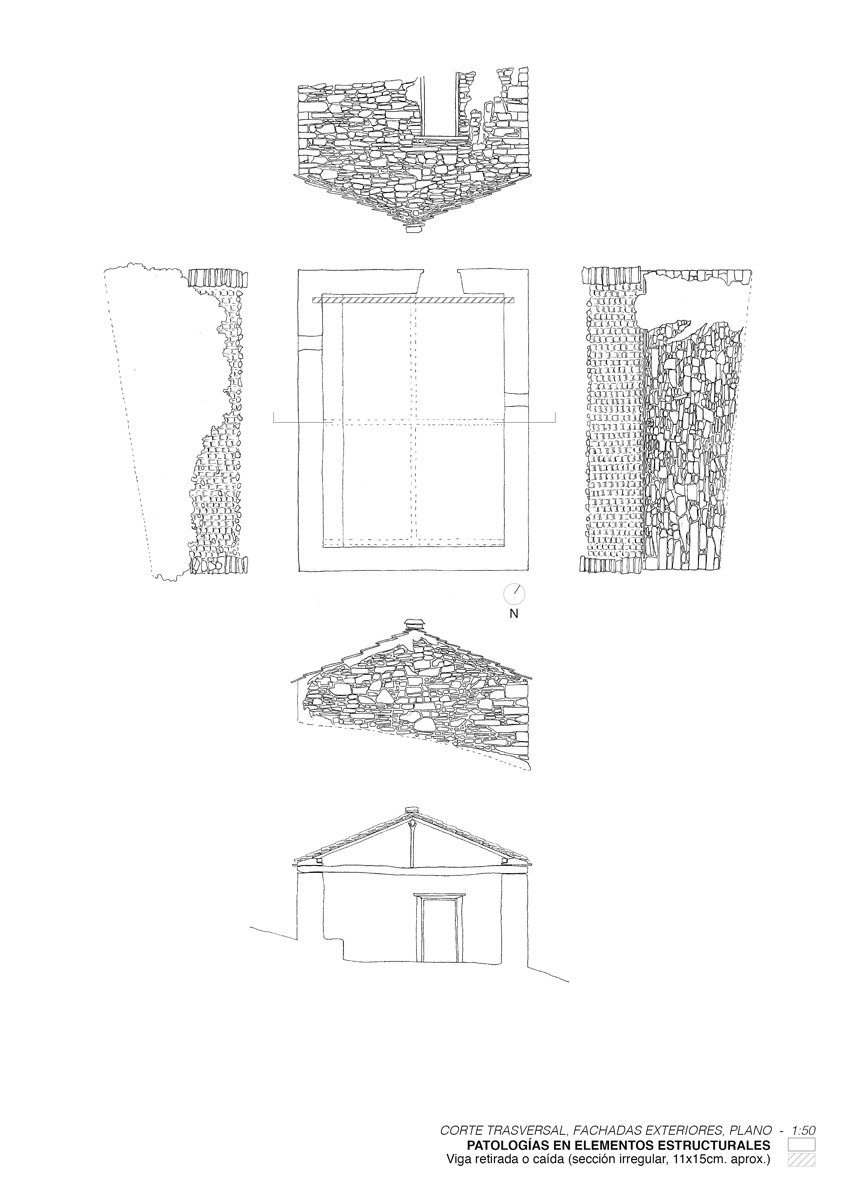 N
CORTE TRASVERSAL, FACHADAS EXTERIORES, PLANO - 1:50
PATOLOGÍAS EN ELEMENTOS ESTRUCTURALES
Viga retirada o caída (sección irregular, 11x15cm. aprox.)